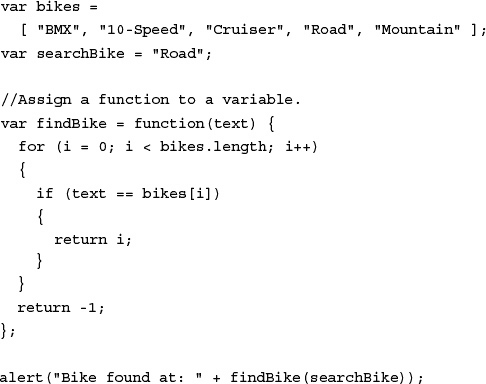 var bikes =
[ "BMX", "10-Speed", "Cruiser", "Road", "Mountain" ];
var searchBike = "Road";
//Assign a function to a variable.
var findBike = function(text) {
for (i = 0; i < bikes.length; i++)
{
if (text == bikes[i])
{
return i;
}
}
return -1;
};
alert("Bike found at: " + findBike(searchBike));